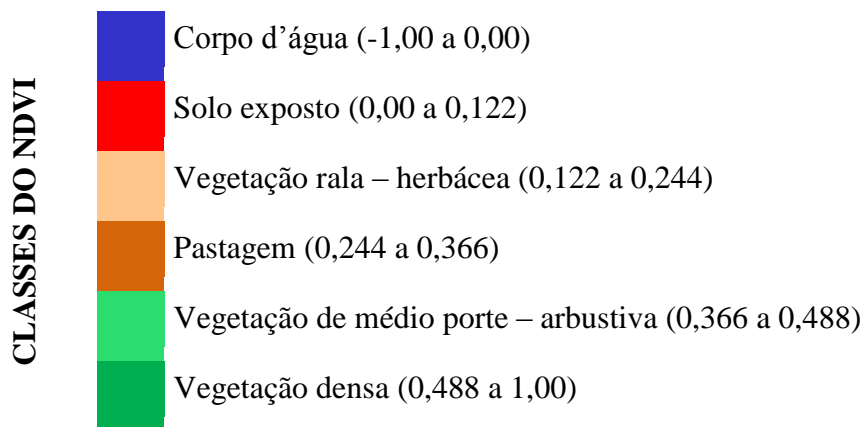 CLASSES DO NDVI
Corpo d’água (-1,00 a 0,00)
Solo exposto (0,00 a 0,122)
Vegetação rala – herbácea (0,122 a 0,244)
Pastagem (0,244 a 0,366)
Vegetação de médio porte – arbustiva (0,366 a 0,488)
Vegetação densa (0,488 a 1,00)